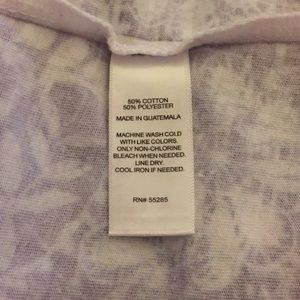 50% COTTON
50% POLYESTER
MADE IN GUATEMALA
MACHINE WASH COLD
WITH LIKE COLORS.
ONLY NON-CHLORINE
BLEACH WHEN NEEDED.
LINE DRY.
COOL IRON IF NEEDED.
RN# 55285